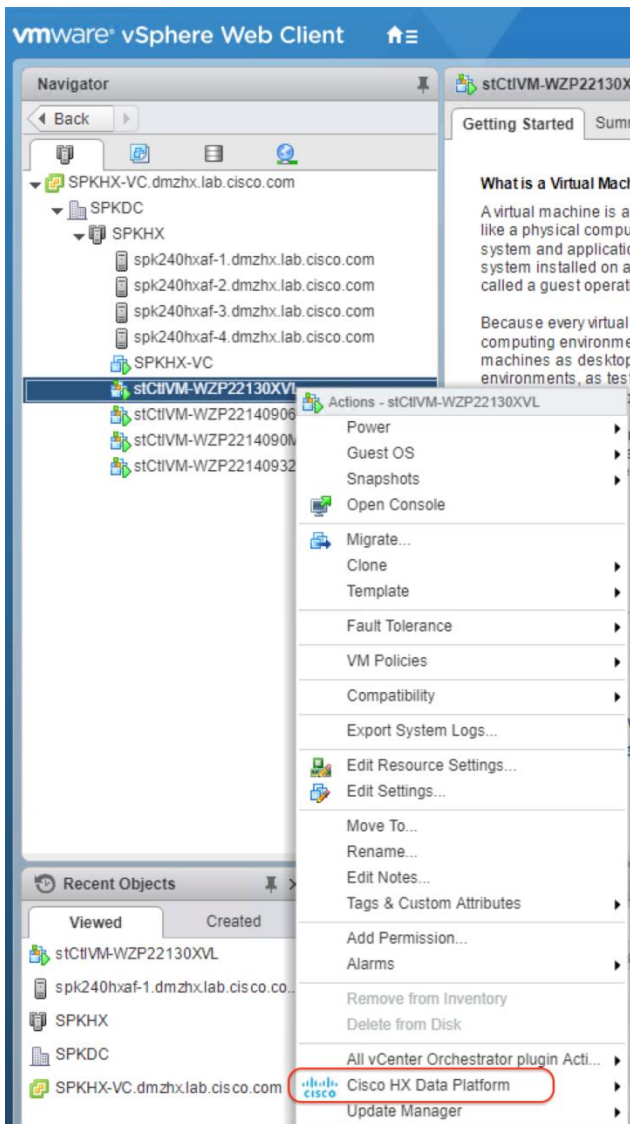 vmware® vSphere Web Client
Navigator
Back
SPKHX-VC.dmzhx.lab.cisco.com
SPKDC
SPKHX
spk240hxaf-1.dmzhx.lab.cisco.com
spk240hxaf-2.dmzhx.lab.cisco.com
spk240hxaf-3.dmzhx.lab.cisco.com
spk240hxaf-4.dmzhx.lab.cisco.com
SPKHX-VC
stCtlVM-WZP22130XVL
stCtlVM-WZP22140906
stCtlVM-WZP2214090M
stCtlVM-WZP22140932
Recent Objects
Viewed Created
stCtlVM-WZP22130XVL
spk240hxaf-1.dmzhx.lab.cisco.co...
SPKHX
SPKDC
SPKHX-VC.dmzhx.lab.cisco.com
stCtlVM-WZP22130X
Getting Started Sum
What is a Virtual Mac
A virtual machine is a
like a physical compu
system and applicatio
system installed on a
called a guest operat
Because every virtual
computing environme
machines as desktop
environments, as tes
Actions - stCtlVM-WZP22130XVL
Power
Guest OS
Snapshots
Open Console
Migrate...
Clone
Template
Fault Tolerance
VM Policies
Compatibility
Export System Logs...
Edit Resource Settings...
Edit Settings...
Move To...
Rename...
Edit Notes...
Tags & Custom Attributes
Add Permission...
Alarms
Remove from Inventory
Delete from Disk
All vCenter Orchestrator plugin Acti...
CISCO Cisco HX Data Platform
Update Manager